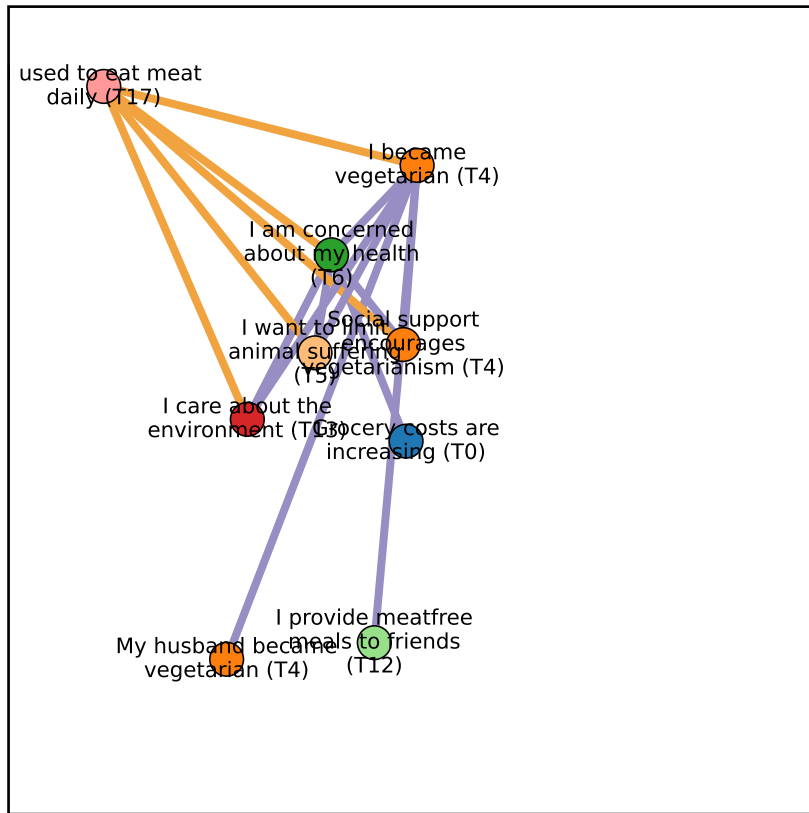 used to eat meat
daily (T17)
I became
vegetarian (T4)
I am concerned
about my health
(T6)
Social support
encourages
vegetarianism (T4)
I want to limit
animal suffering
(T5)
I care about the
environment (T13)
Grocery costs are
increasing (T0)
I provide meatfree
meals to friends
(T12)
My husband became
vegetarian (T4)